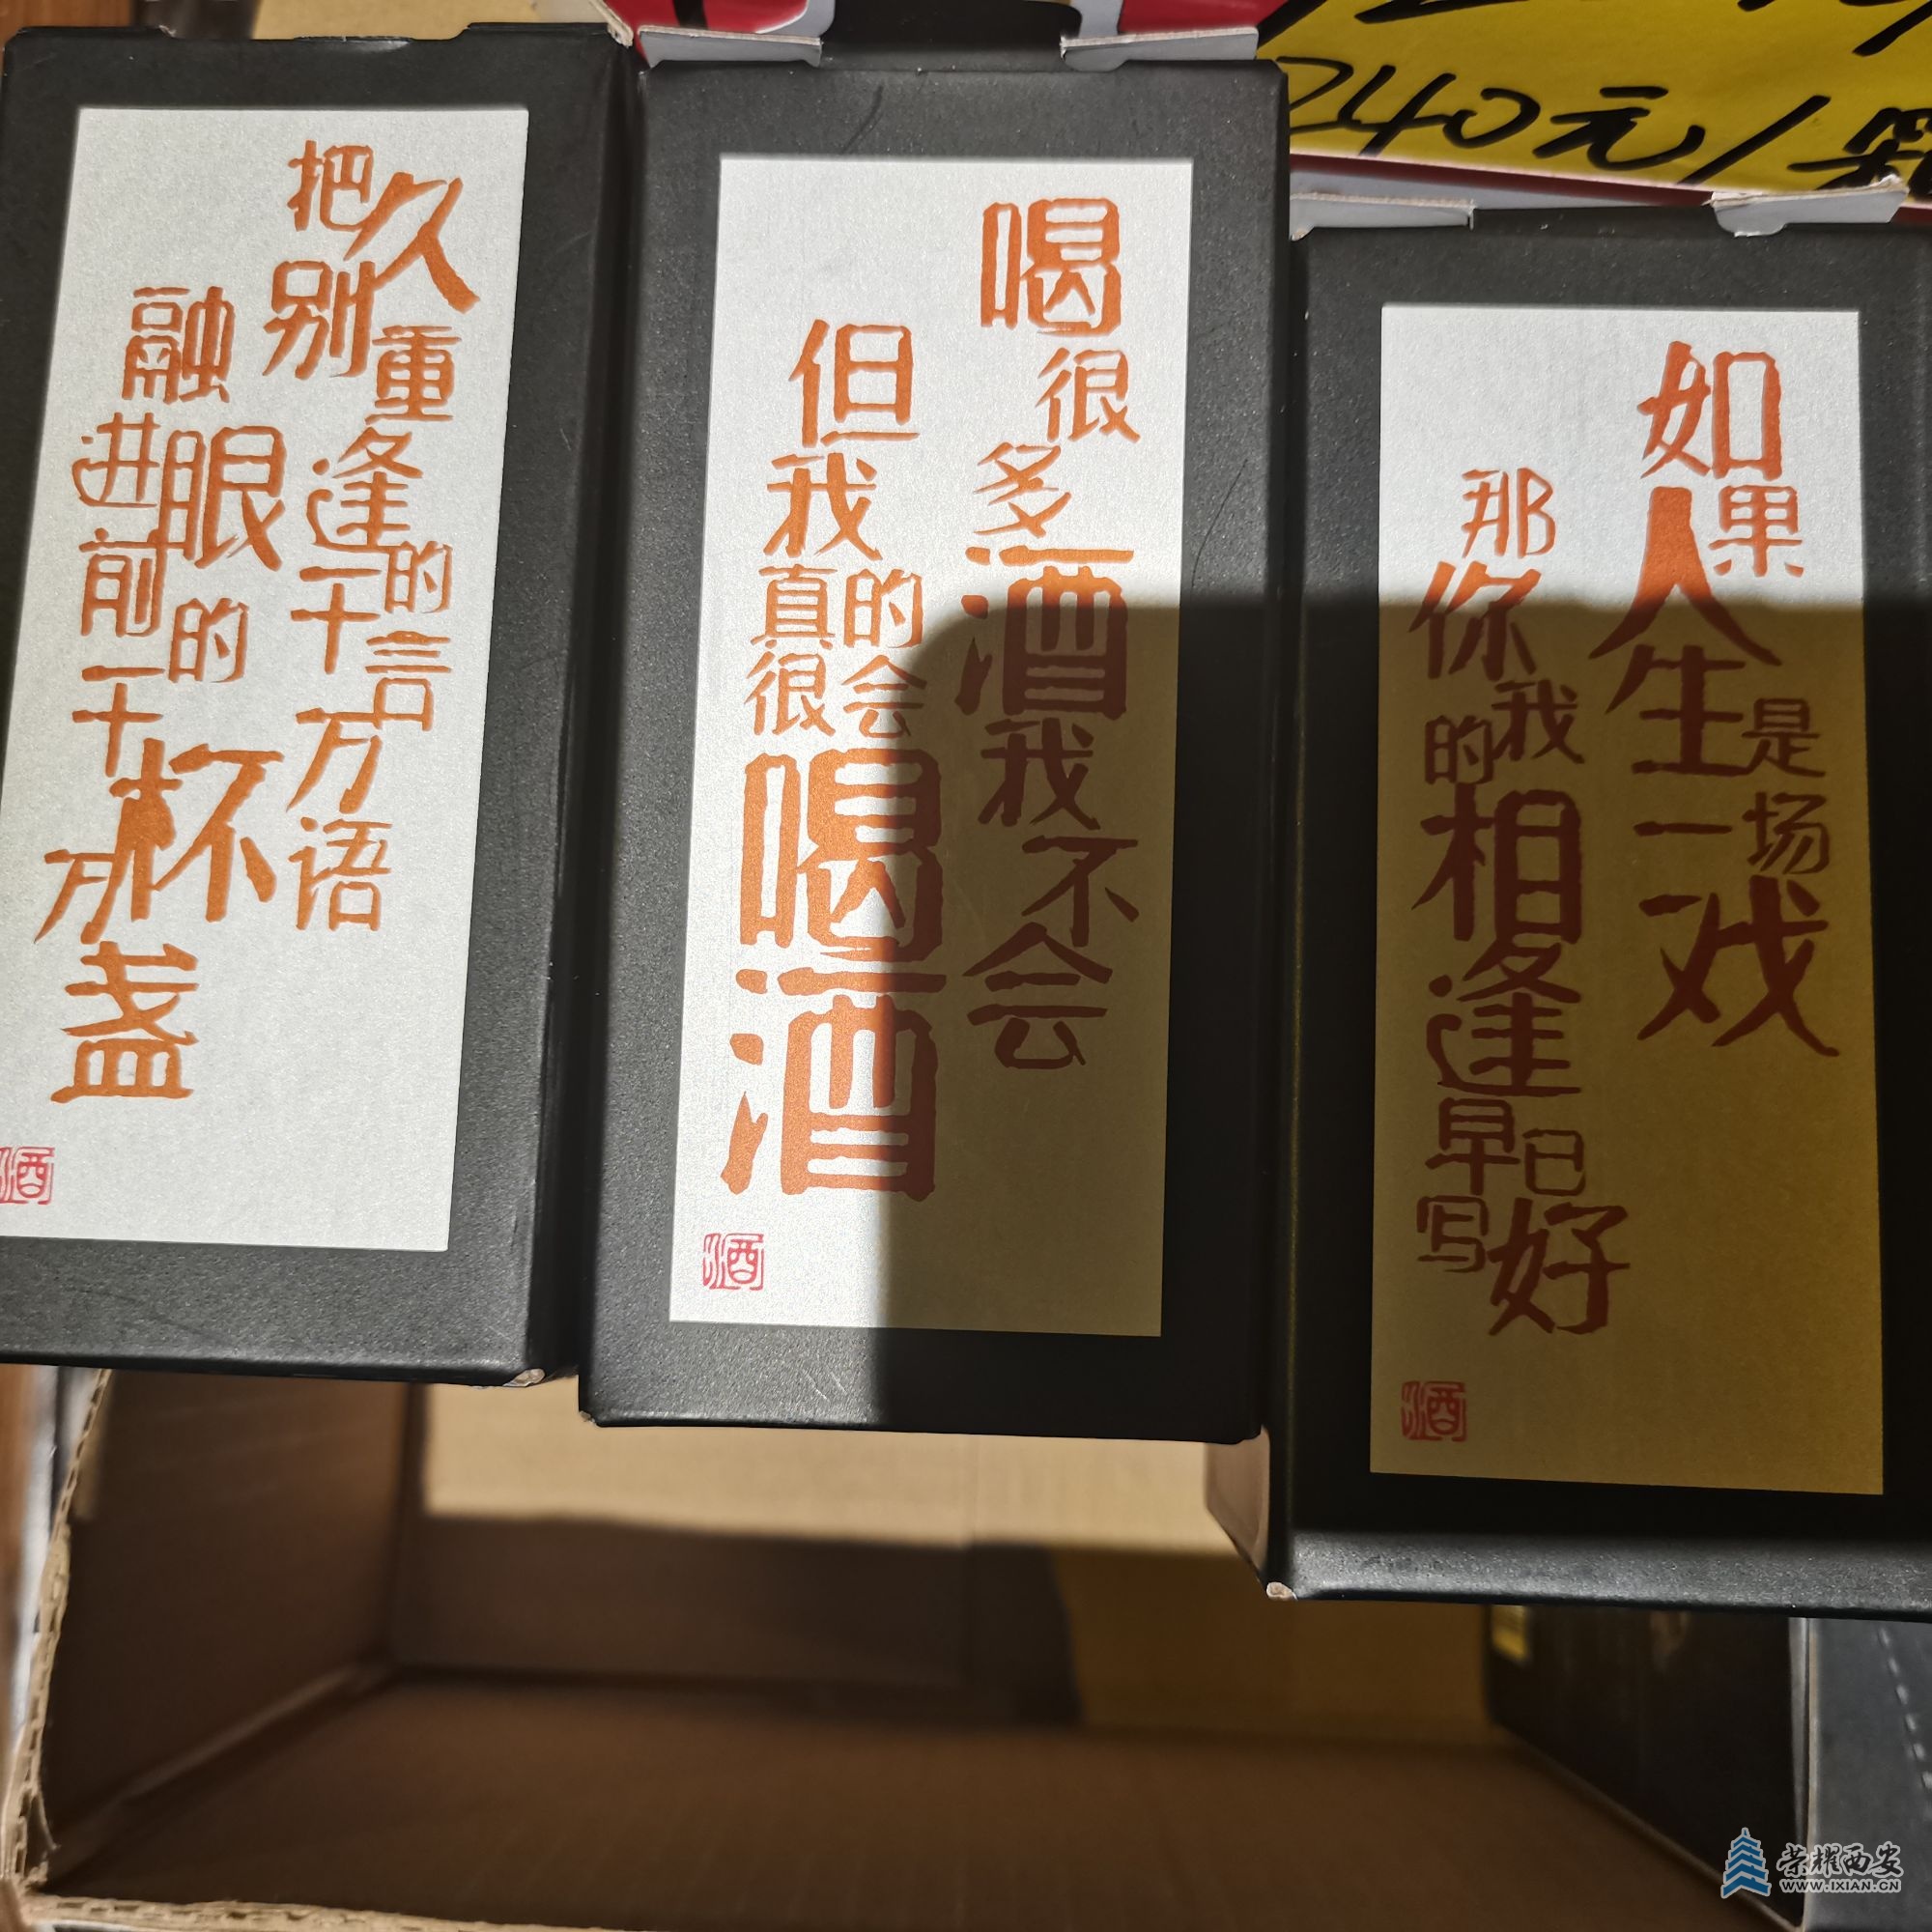 240元/
把久别重逢的千言万语
融进眼前的千杯万盏
酒
喝很多酒我不会
但我真的很会喝酒
酒
如果人生是一场戏
那你我的相逢早已写好
酒
荣耀西安
WWW.IXIAN.CN